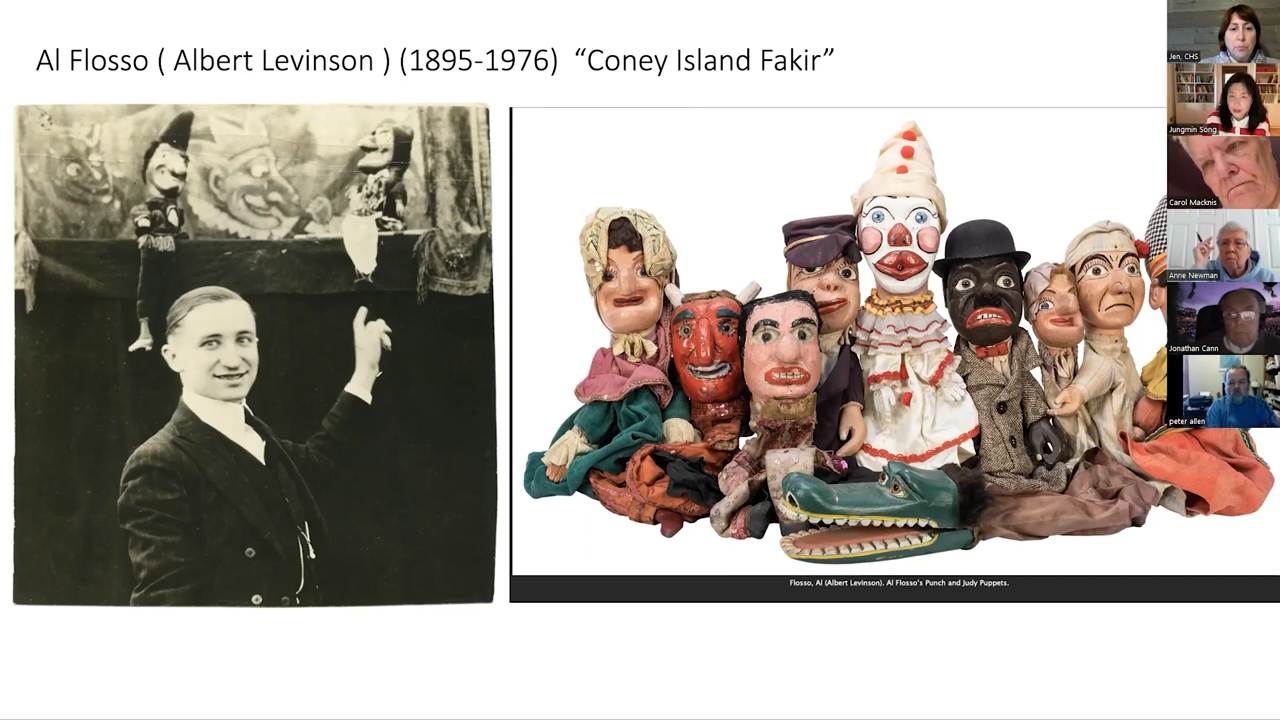 Al Flosso ( Albert Levinson ) (1895-1976) “Coney Island Fakir”
Jen, CHS
Jungmin Song
Carol Macknis
Anne Newman
Jonathan Cann
peter allen
Flosso, Al (Albert Levinson). Al Flosso's Punch and Judy Puppets.